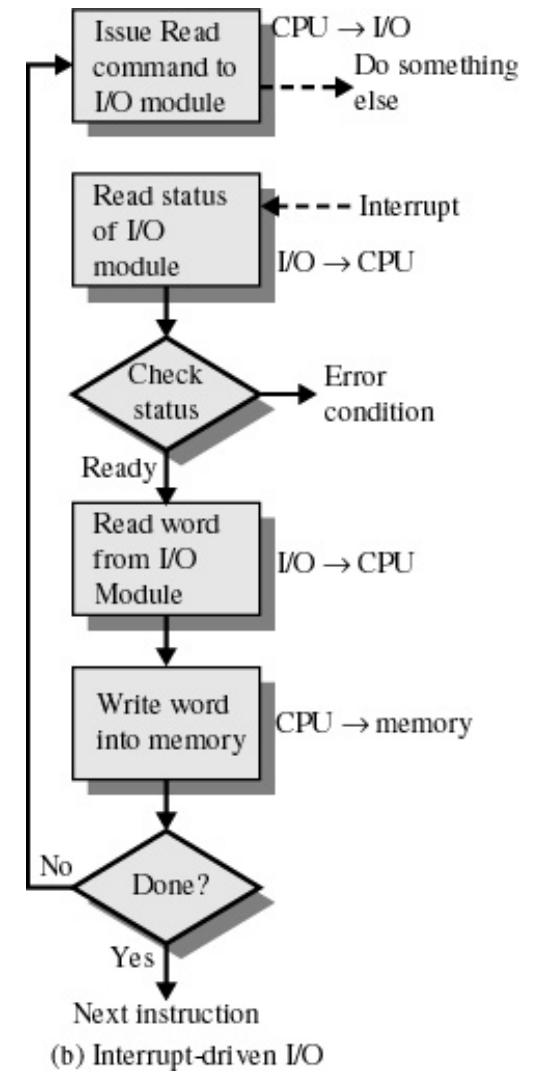 Issue Read
command to
I/O module
CPU → I/O
Do something
else
Read status
of I/O
module
Interrupt
I/O → CPU
Check
status
Error
condition
Ready
Read word
from I/O
Module
I/O → CPU
Write word
into memory
CPU → memory
No
Done?
Yes
Next instruction
(b) Interrupt-driven I/O